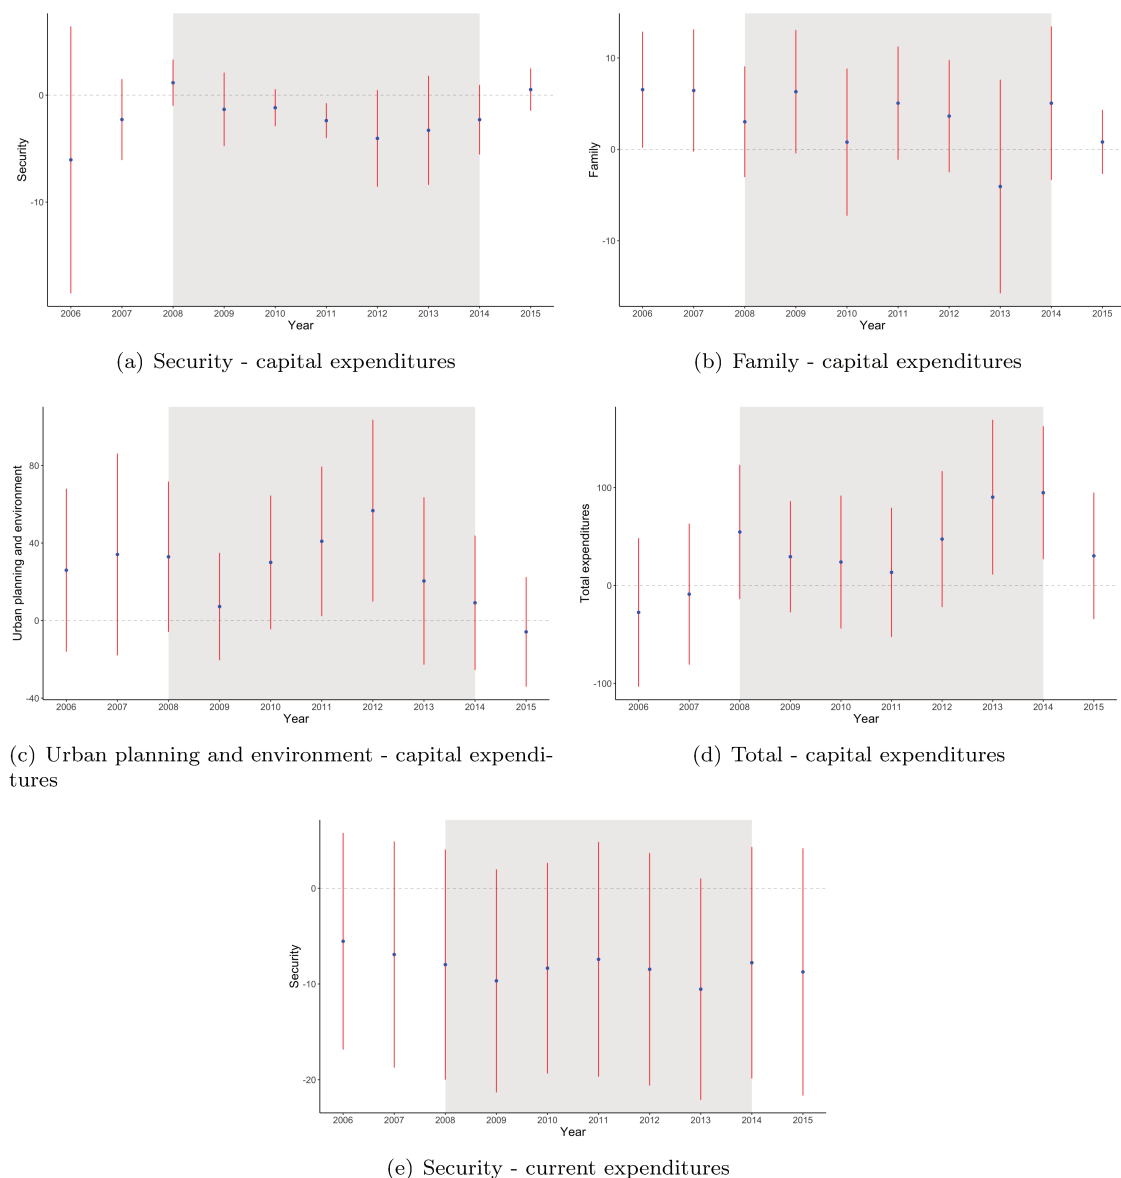 0
-10
Security
2006 2007 2008 2009 2010 2011 2012 2013 2014 2015
Year
(a) Security - capital expenditures
10
0
-10
Family
2006 2007 2008 2009 2010 2011 2012 2013 2014 2015
Year
(b) Family - capital expenditures
80
40
0
-40
Urban planning and environment
2006 2007 2008 2009 2010 2011 2012 2013 2014 2015
Year
(c) Urban planning and environment - capital expendi-
tures
100
0
-100
Total expenditures
2006 2007 2008 2009 2010 2011 2012 2013 2014 2015
Year
(d) Total - capital expenditures
0
-10
-20
Security
2006 2007 2008 2009 2010 2011 2012 2013 2014 2015
Year
(e) Security - current expenditures